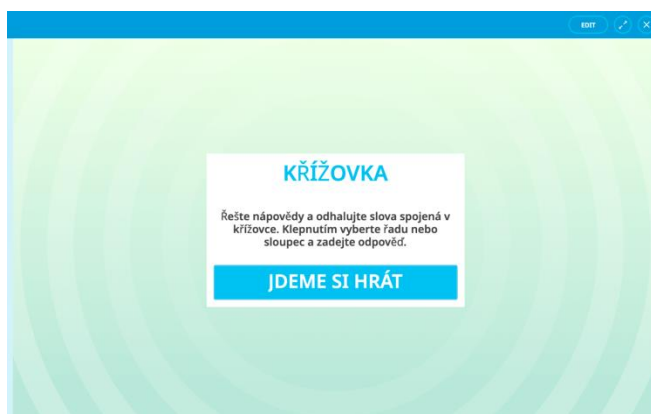 EDIT
KŘÍŽOVKA
Řešte nápovědy a odhalujte slova spojená v
křížovce. Klepnutím vyberte řadu nebo
sloupec a zadejte odpověď.
JDEME SI HRÁT